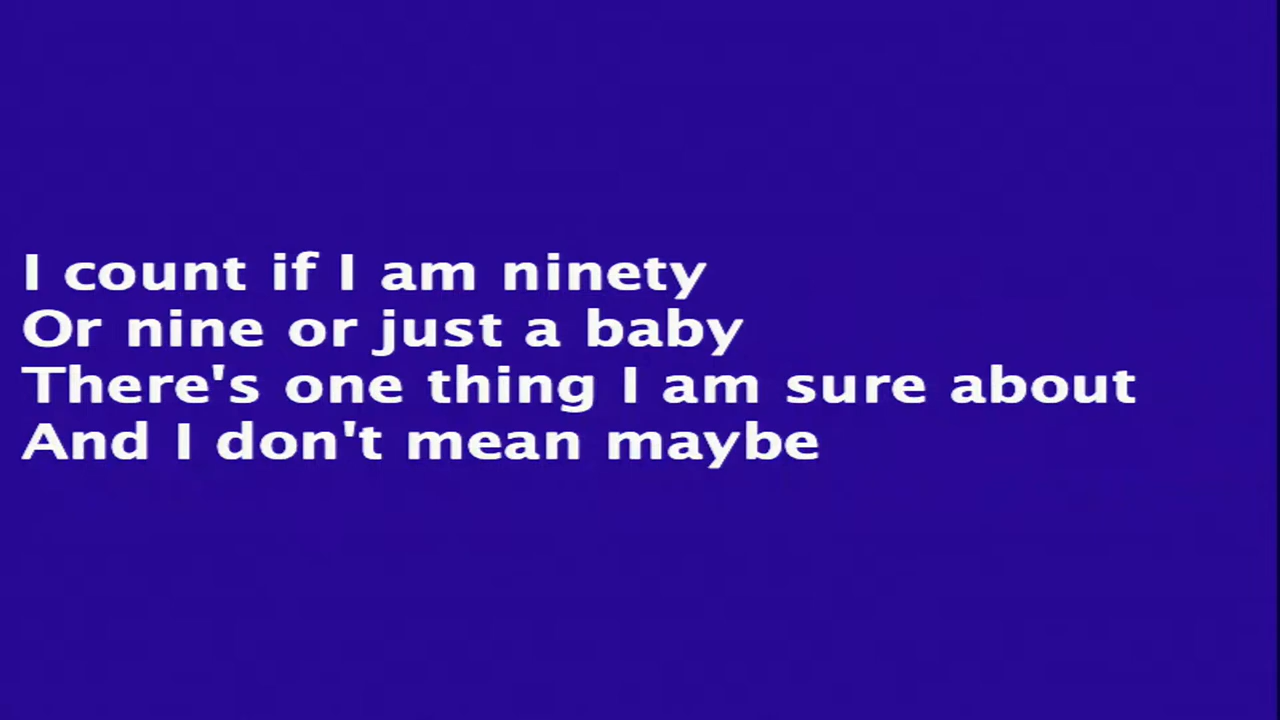 I count if I am ninety
Or nine or just a baby
There's one thing I am sure about
And I don't mean maybe